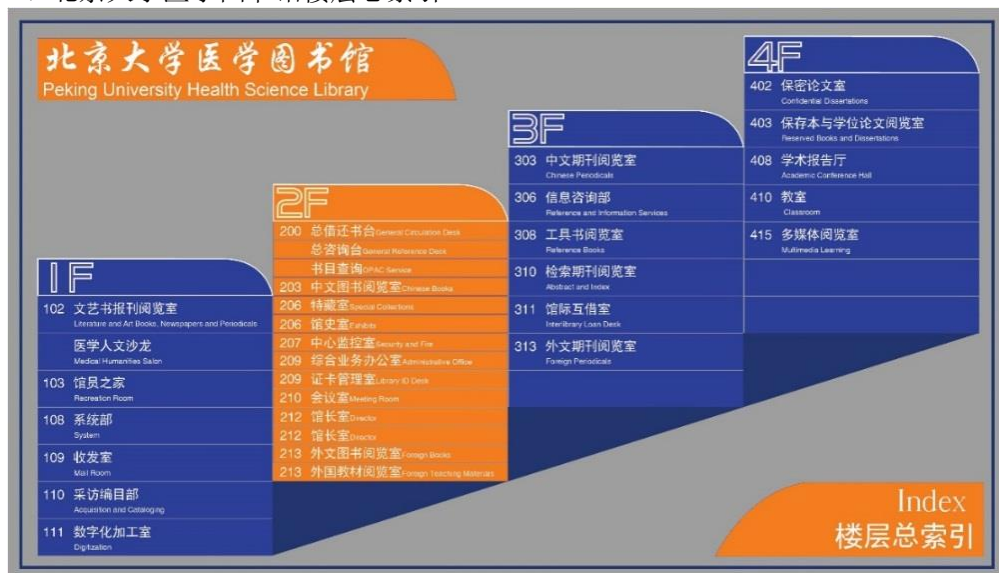 北京大学医学图书馆
Peking University Health Science Library
1F
102 文艺书报刊阅览室
Literature and Art Books, Newspapers and Periodicals
医学人文沙龙
Medical Humanities Salon
103 馆员之家
Recreation Room
108 系统部
System
109 收发室
Mail Room
110 采访编目部
Acquisition and Cataloging
111 数字化加工室
Digitization
2F
200 总借还书台 General Circulation Desk
总咨询台 General Reference Desk
书目查询 OPAC Service
203 中文图书阅览室 Chinese Books
206 特藏室 Special Collections
206 馆史室 Exhibits
207 中心监控室 Security and Fire
209 综合业务办公室 Administrative Office
209 证卡管理室 Library ID Desk
210 会议室 Meeting Room
212 馆长室 Director
212 馆长室 Director
213 外文图书阅览室 Foreign Books
213 外国教材阅览室 Foreign Teaching Materials
3F
303 中文期刊阅览室
Chinese Periodicals
306 信息咨询部
Reference and Information Services
308 工具书阅览室
Reference Books
310 检索期刊阅览室
Abstract and Index
311 馆际互借室
Interlibrary Loan Desk
313 外文期刊阅览室
Foreign Periodicals
4F
402 保密论文室
Confidential Dissertations
403 保存本与学位论文阅览室
Reserved Books and Dissertations
408 学术报告厅
Academic Conference Hall
410 教室
Classroom
415 多媒体阅览室
Multimedia Learning
Index
楼层总索引